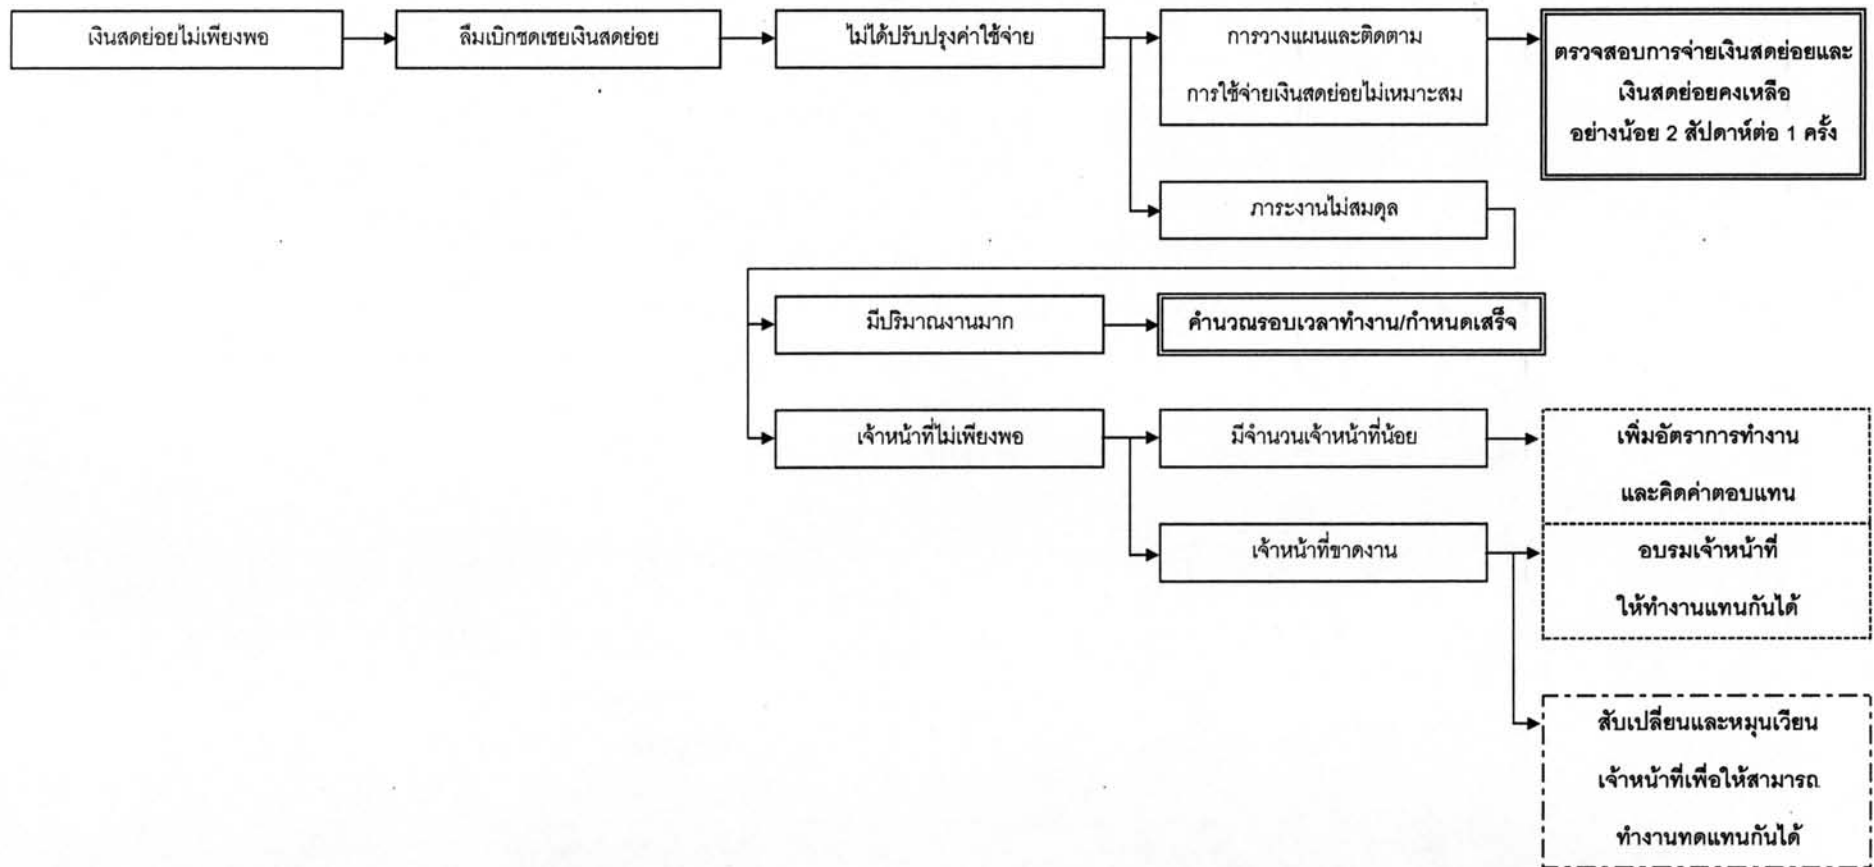 เงินสดย่อยไม่เพียงพอ
ลืมเบิกชดเชยเงินสดย่อย
ไม่ได้ปรับปรุงค่าใช้จ่าย
การวางแผนและติดตาม
การใช้จ่ายเงินสดย่อยไม่เหมาะสม
ตรวจสอบการจ่ายเงินสดย่อยและ
เงินสดย่อยคงเหลือ
อย่างน้อย 2 สัปดาห์ต่อ 1 ครั้ง
ภาระงานไม่สมดุล
มีปริมาณงานมาก
คำนวณรอบเวลาทำงาน/กำหนดเสร็จ
เจ้าหน้าที่ไม่เพียงพอ
มีจำนวนเจ้าหน้าที่น้อย
เพิ่มอัตราการทำงาน
และคิดค่าตอบแทน
เจ้าหน้าที่ขาดงาน
อบรมเจ้าหน้าที่
ให้ทำงานแทนกันได้
สับเปลี่ยนและหมุนเวียน
เจ้าหน้าที่เพื่อให้สามารถ
ทำงานทดแทนกันได้